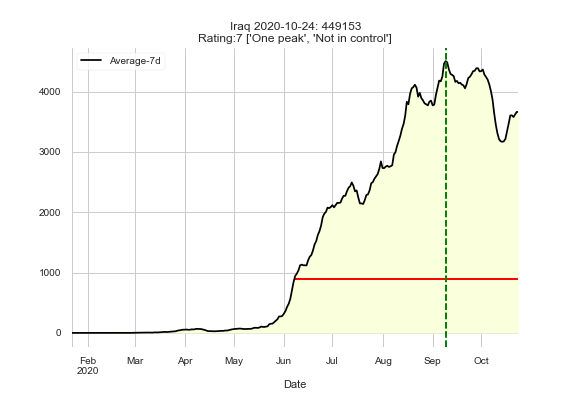 Iraq 2020-10-24: 449153
Rating:7 ['One peak', 'Not in control']
Average-7d
4000
3000
2000
1000
0
Feb Mar Apr May Jun Jul Aug Sep Oct
2020
Date